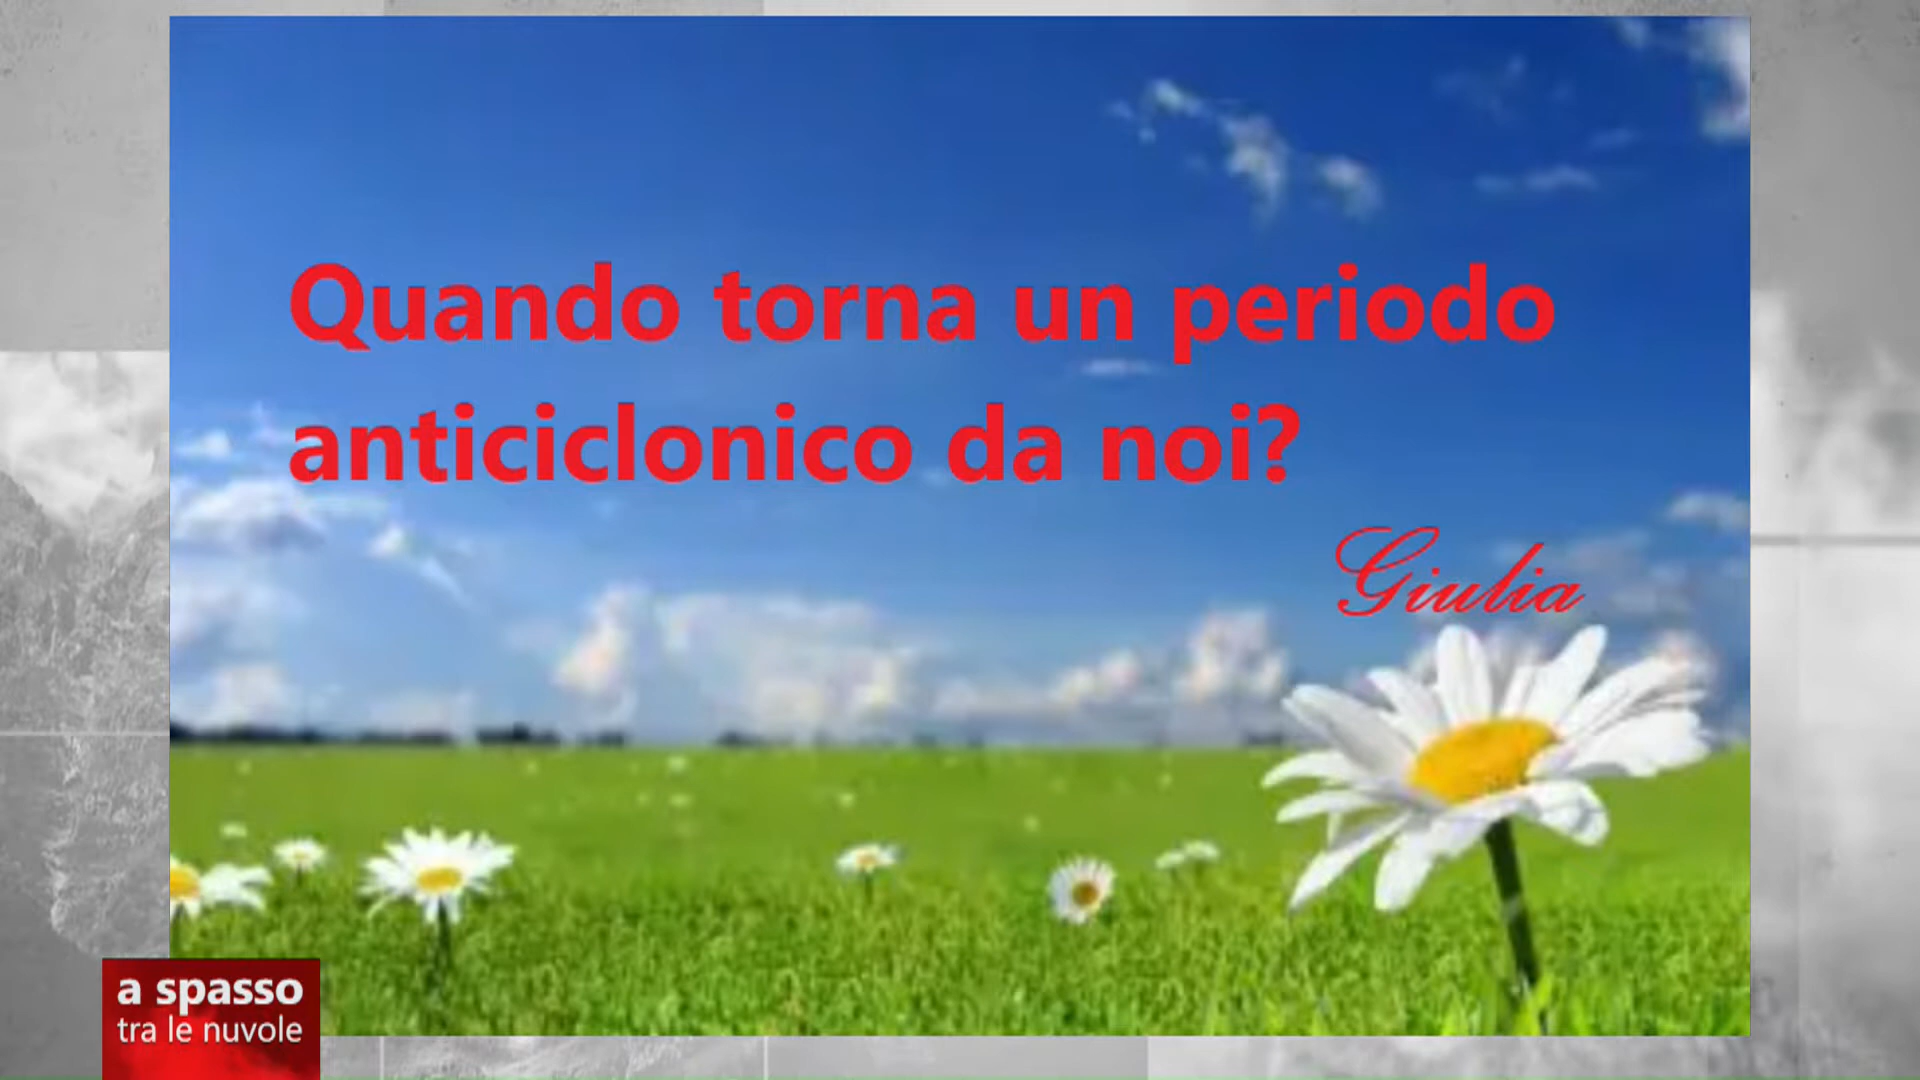 Quando torna un periodo
anticiclonico da noi?
Giulia
a spasso
tra le nuvole